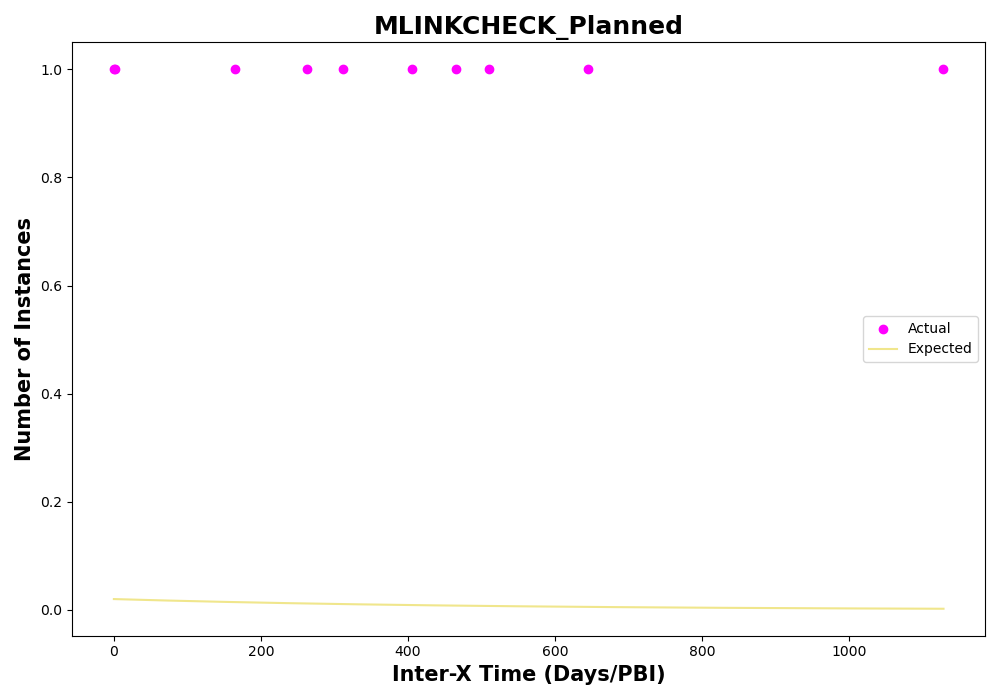 MLINKCHECK_Planned
Number of Instances
1.0
0.8
0.6
0.4
0.2
0.0
Actual
Expected
0 200 400 600 800 1000
Inter-X Time (Days/PBI)